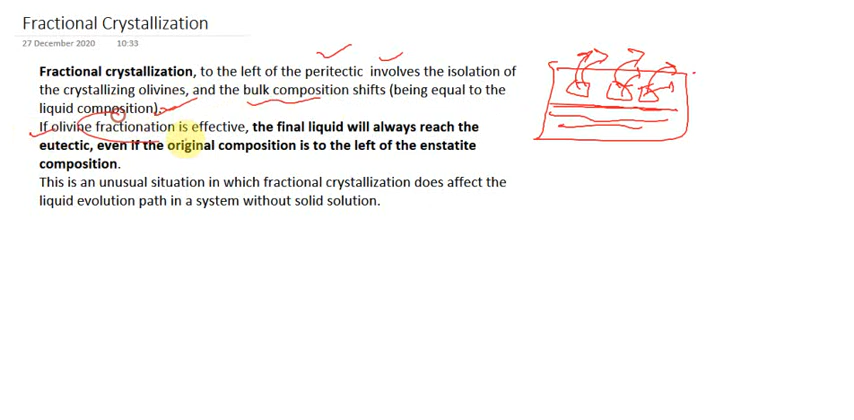 Fractional Crystallization
27 December 2020 10:33
Fractional crystallization, to the left of the peritectic involves the isolation of
the crystallizing olivines, and the bulk composition shifts (being equal to the
liquid composition).
If olivine fractionation is effective, the final liquid will always reach the
eutectic, even if the original composition is to the left of the enstatite
composition.
This is an unusual situation in which fractional crystallization does affect the
liquid evolution path in a system without solid solution.